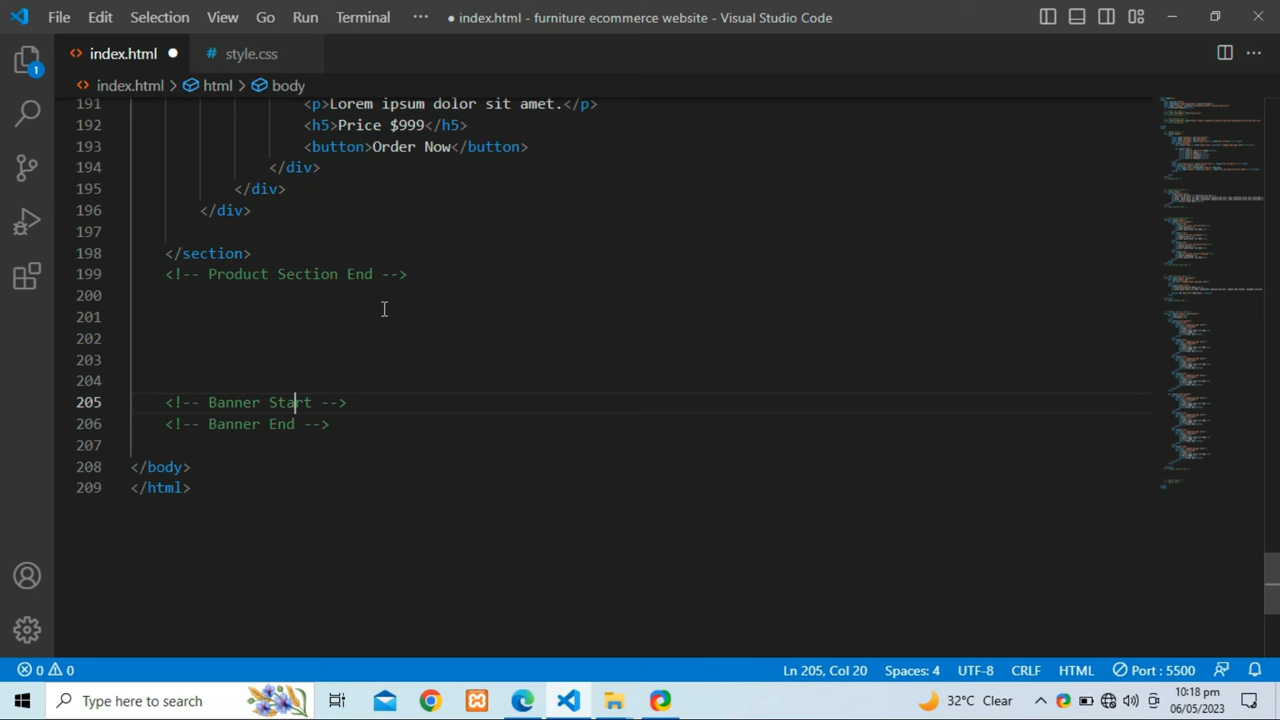 File Edit Selection View Go Run Terminal ··· ● index.html - furniture ecommerce website - Visual Studio Code
index.html ● # style.css
index.html > html > body
1
191 <p>Lorem ipsum dolor sit amet.</p>
192 <h5>Price $999</h5>
193 <button>Order Now</button>
194 </div>
195 </div>
196 </div>
197
198 </section>
199 <!-- Product Section End -->
200
201
202
203
204
205 <!-- Banner Start -->
206 <!-- Banner End -->
207
208 </body>
209 </html>
0 0 Ln 205, Col 20 Spaces: 4 UTF-8 CRLF HTML Port : 5500
Type here to search 32°C Clear 10:18 pm
06/05/2023